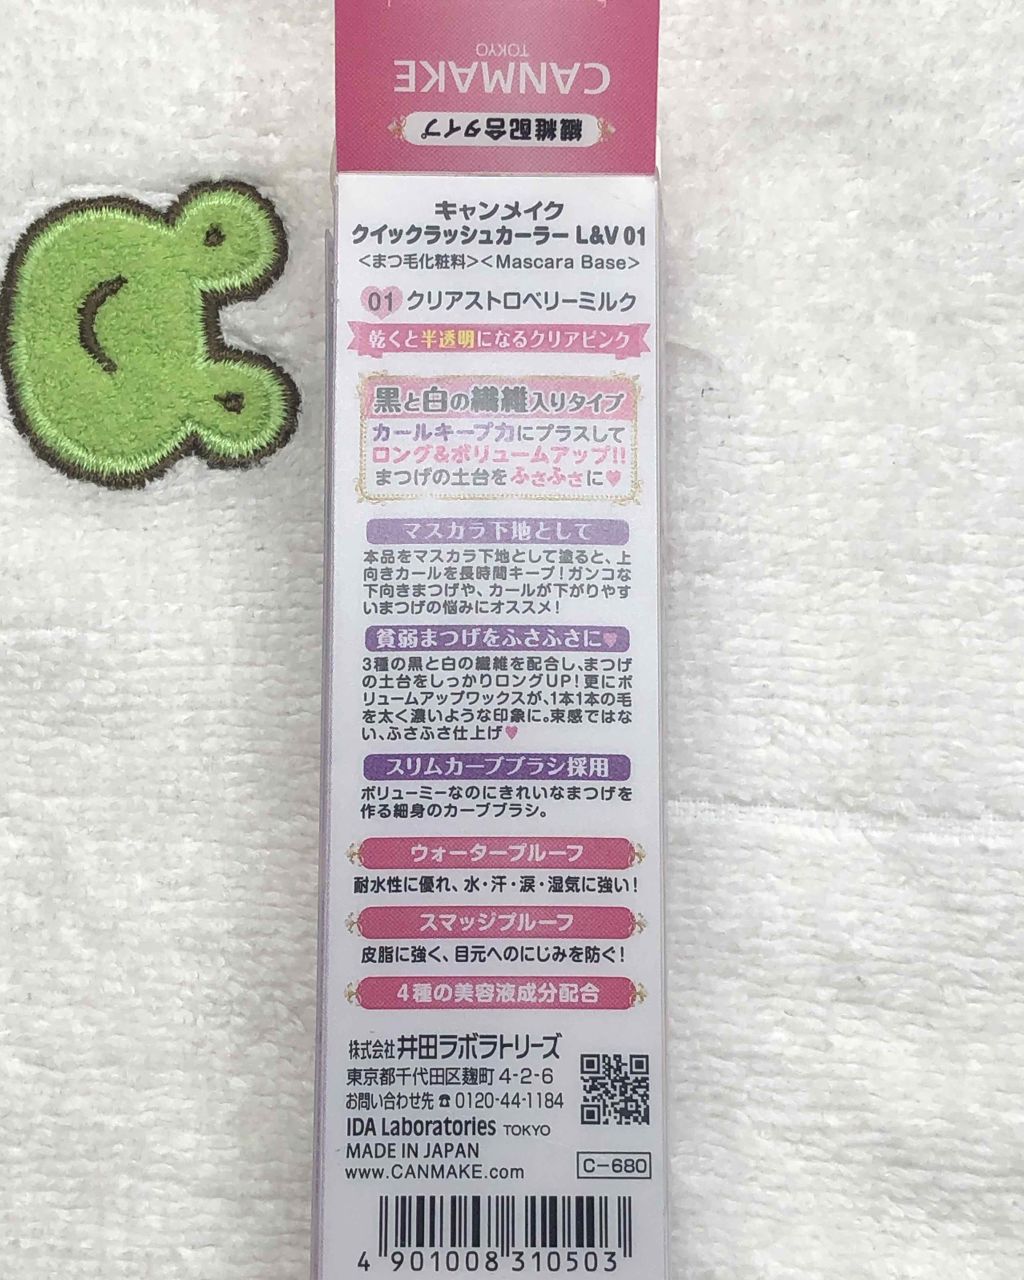 CANMAKE
TOKYO
繊維配合タイプ
キャンメイク
クイックラッシュカーラー L&V 01
<まつ毛化粧料><Mascara Base>
01 クリアストロベリーミルク
乾くと半透明になるクリアピンク
黒と白の繊維入りタイプ
カールキープ力にプラスして
ロング&ボリュームアップ!!
まつげの土台をふさふさに♥
マスカラ下地として
本品をマスカラ下地として塗ると、上
向きカールを長時間キープ!ガンコな
下向きまつげや、カールが下がりやす
いまつげの悩みにオススメ!
貧弱まつげをふさふさに♥
3種の黒と白の繊維を配合し、まつげ
の土台をしっかりロングUP!更にボ
リュームアップワックスが、1本1本の毛
を太く濃いような印象に。束感ではな
い、ふさふさ仕上げ♥
スリムカーブブラシ採用
ボリューミーなのにきれいなまつげを
作る細身のカーブブラシ。
ウォータープルーフ
耐水性に優れ、水・汗・涙・湿気に強い!
スマッジプルーフ
皮脂に強く、目元へのにじみを防ぐ!
4種の美容液成分配合
株式会社 井田ラボラトリーズ
東京都千代田区麹町 4-2-6
お問い合わせ先 ☎ 0120-44-1184
IDA Laboratories TOKYO
MADE IN JAPAN
www.CANMAKE.com
C-680
4 901008 310503